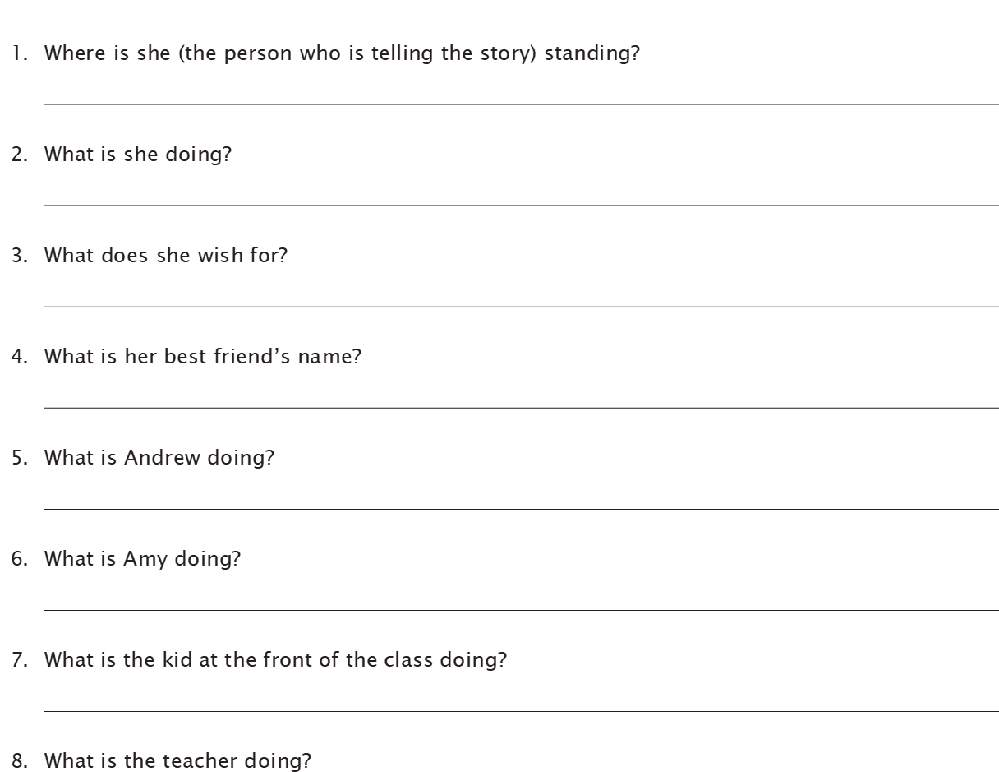 1. Where is she (the person who is telling the story) standing?
2. What is she doing?
3. What does she wish for?
4. What is her best friend’s name?
5. What is Andrew doing?
6. What is Amy doing?
7. What is the kid at the front of the class doing?
8. What is the teacher doing?